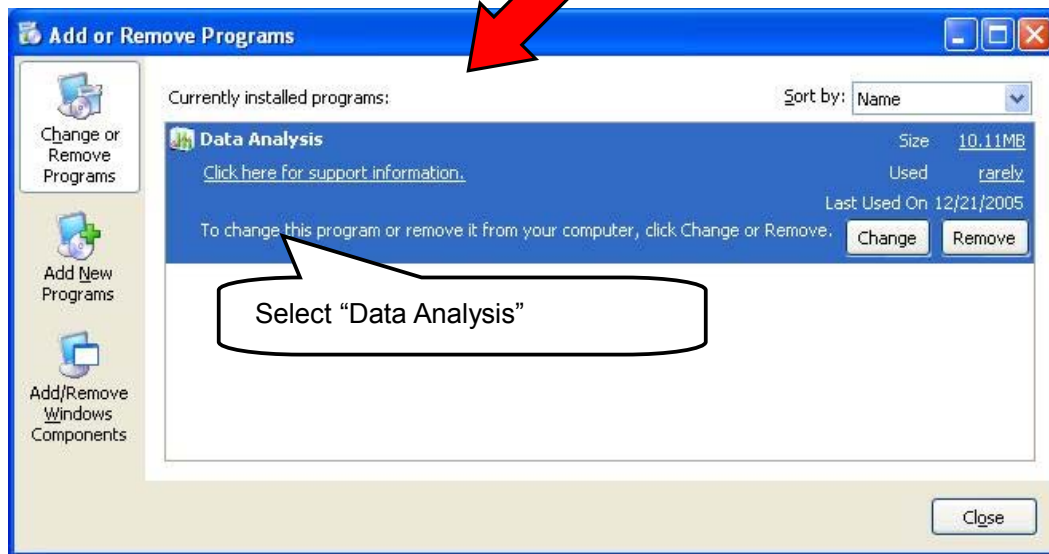 Add or Remove Programs
Change or
Remove
Programs
Add New
Programs
Add/Remove
Windows
Components
Currently installed programs:
Sort by: Name
Data Analysis
Size 10.11MB
Click here for support information.
Used rarely
Last Used On 12/21/2005
To change this program or remove it from your computer, click Change or Remove.
Change Remove
Select “Data Analysis”
Close